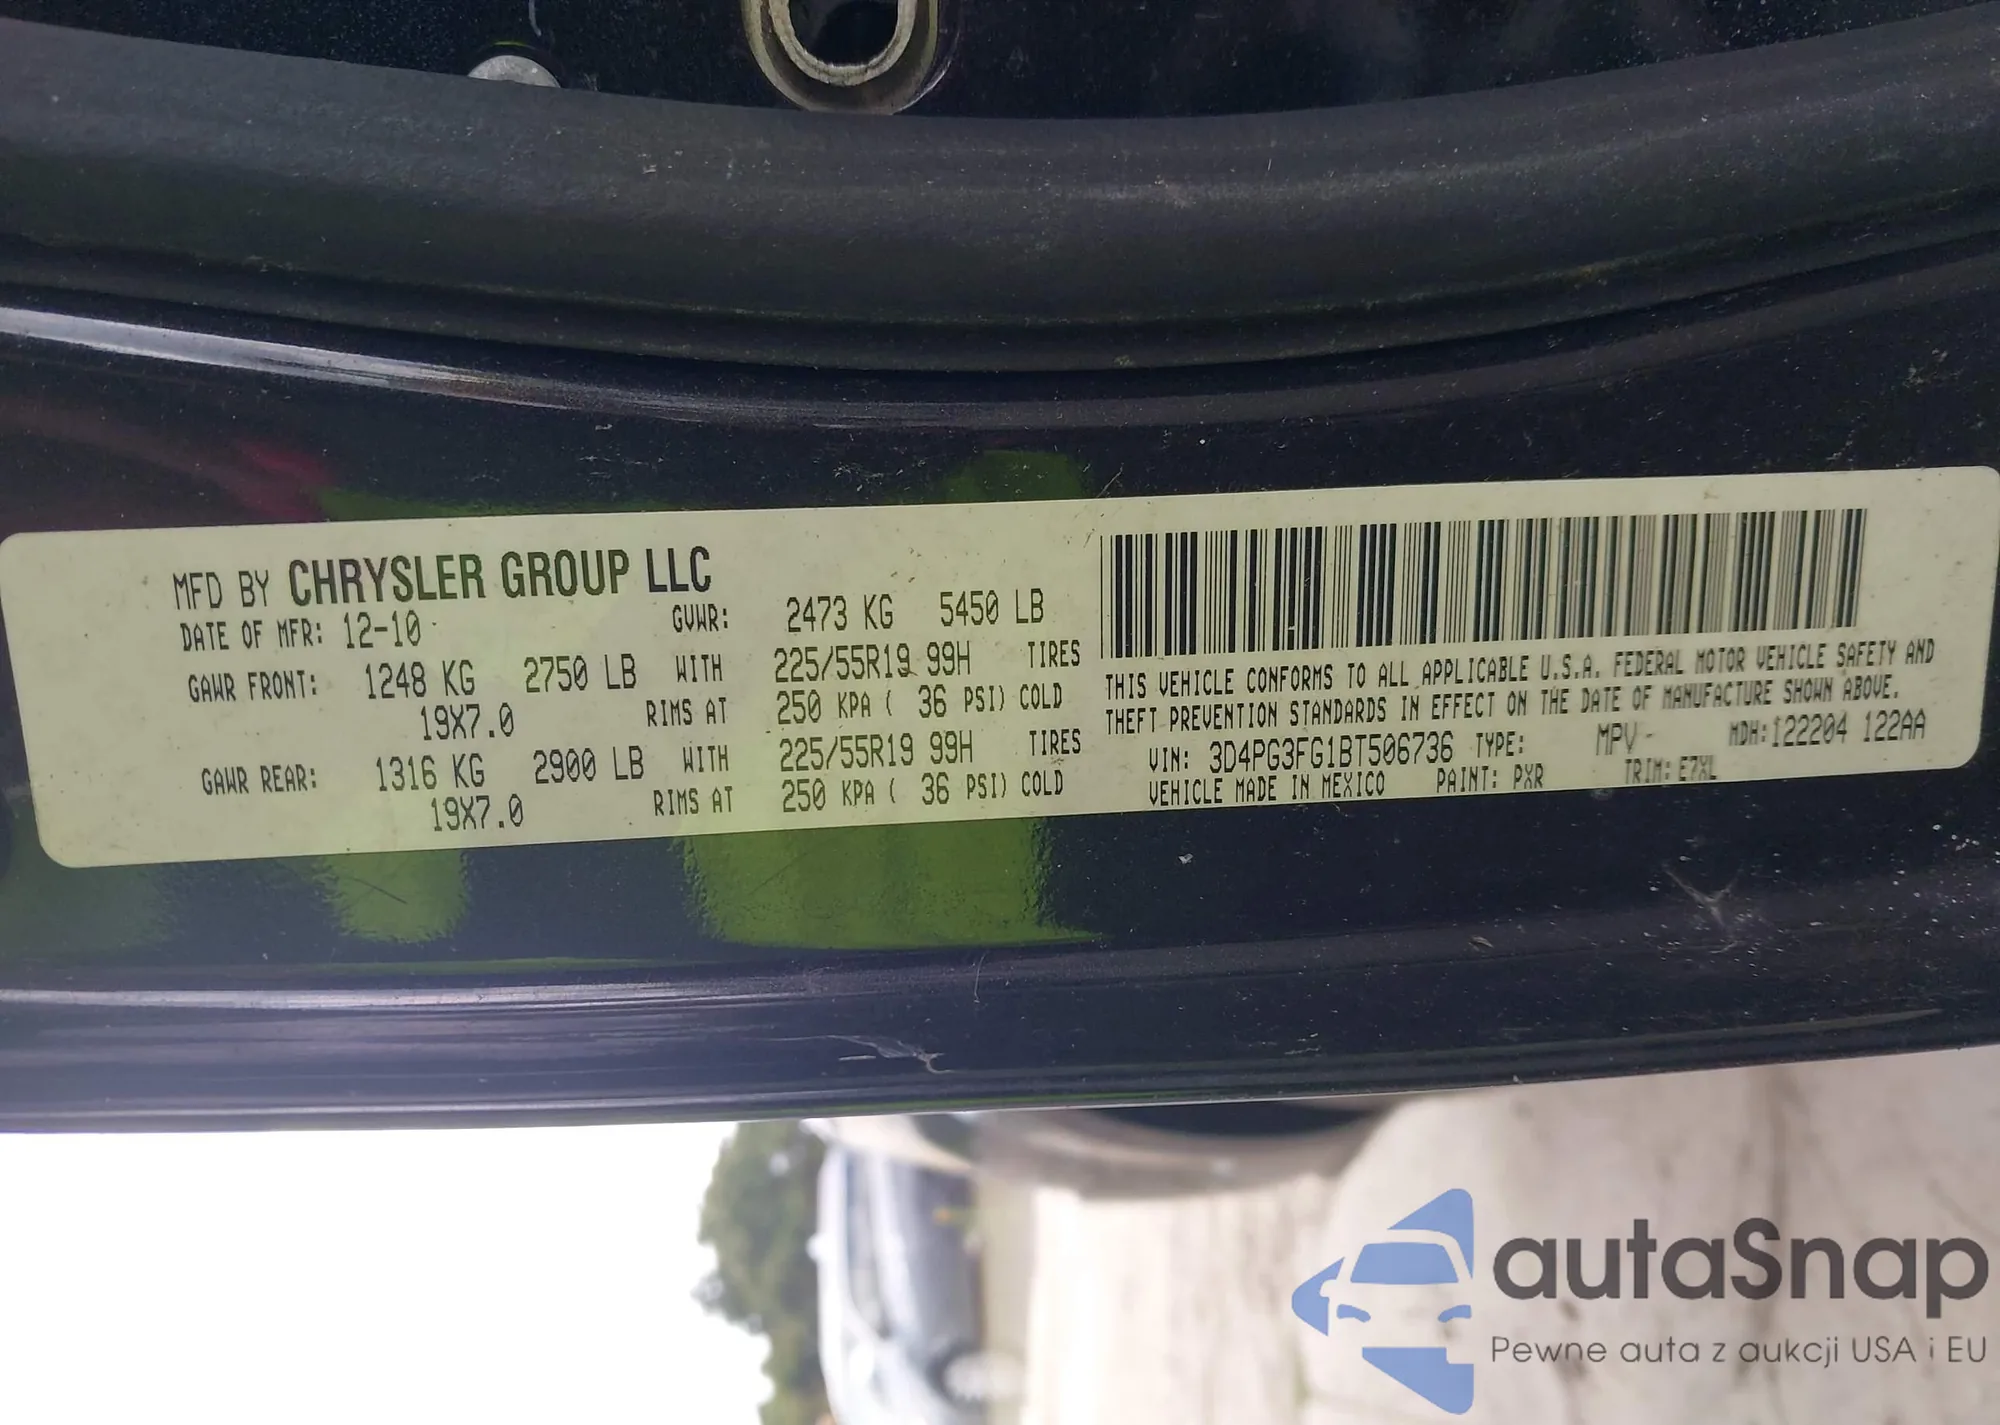 MFD BY CHRYSLER GROUP LLC
DATE OF MFR: 12-10 GVWR: 2473 KG 5450 LB
GAWR FRONT: 1248 KG 2750 LB WITH 225/55R19 99H TIRES
19X7.0 RIMS AT 250 KPA ( 36 PSI) COLD
GAWR REAR: 1316 KG 2900 LB WITH 225/55R19 99H TIRES
19X7.0 RIMS AT 250 KPA ( 36 PSI) COLD
THIS VEHICLE CONFORMS TO ALL APPLICABLE U.S.A. FEDERAL MOTOR VEHICLE SAFETY AND
THEFT PREVENTION STANDARDS IN EFFECT ON THE DATE OF MANUFACTURE SHOWN ABOVE.
VIN: 3D4PG3FG1BT506736 TYPE: MPV MDH:122204 122AA
VEHICLE MADE IN MEXICO PAINT: PXR TRIM: E7XL
autaSnap
Pewne auta z aukcji USA i EU